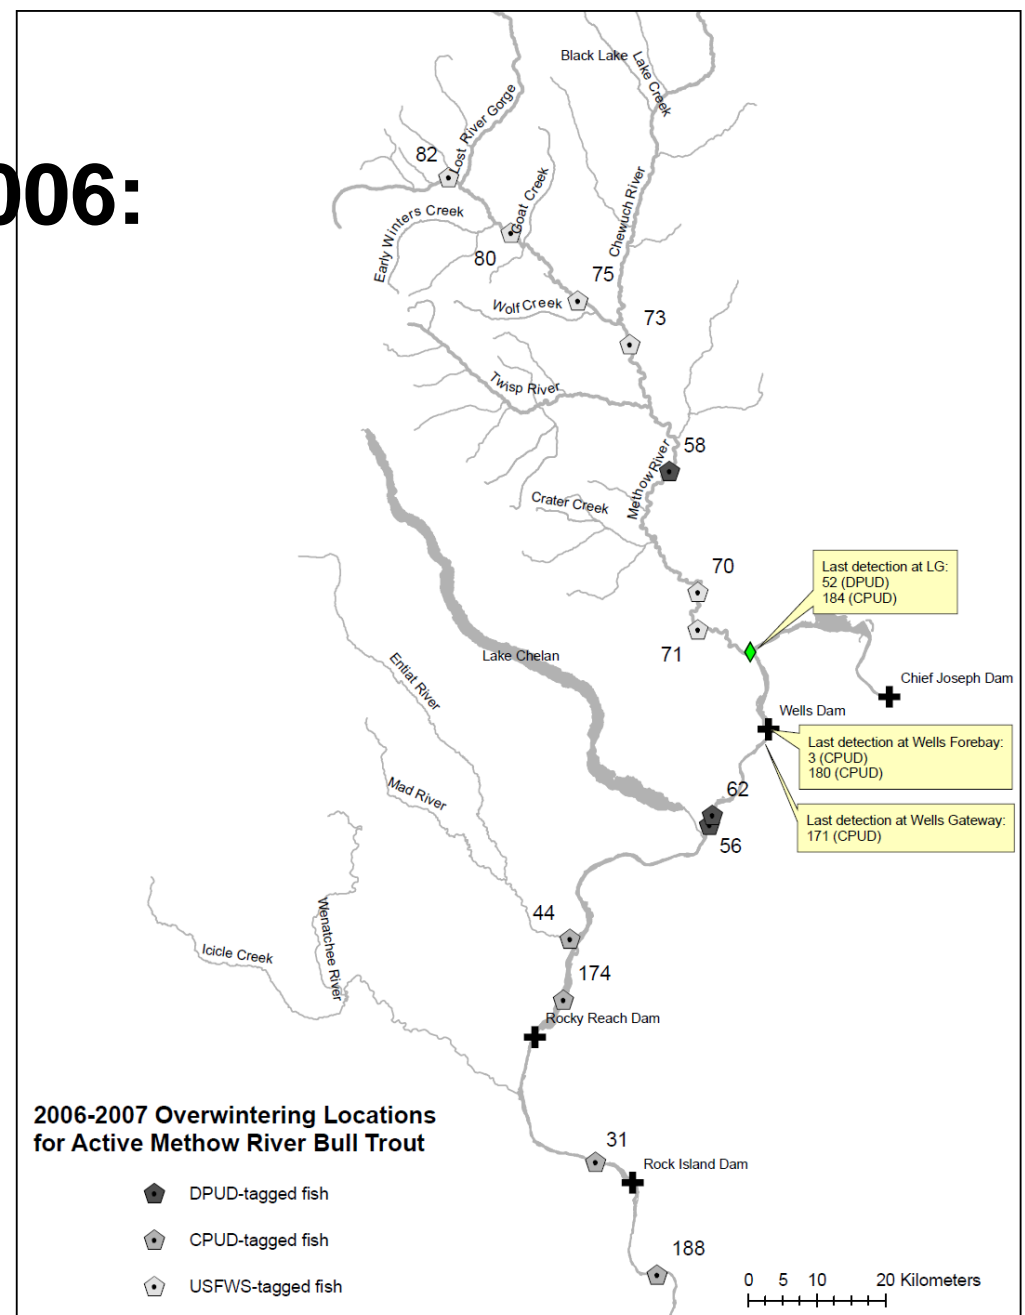 006:
Black Lake
Lake Creek
Lost River Gorge
82
Goat Creek
Chewuch River
Early Winters Creek
80
75
Wolf Creek
73
Twisp River
58
Methow River
Crater Creek
70
Last detection at LG:
52 (DPUD)
184 (CPUD)
71
Lake Chelan
Entiat River
Chief Joseph Dam
Wells Dam
Last detection at Wells Forebay:
3 (CPUD)
180 (CPUD)
Mad River
62
Last detection at Wells Gateway:
171 (CPUD)
56
44
Wenatchee River
Icicle Creek
174
Rocky Reach Dam
2006-2007 Overwintering Locations
for Active Methow River Bull Trout
31
Rock Island Dam
DPUD-tagged fish
CPUD-tagged fish
188
USFWS-tagged fish
0 5 10 20 Kilometers